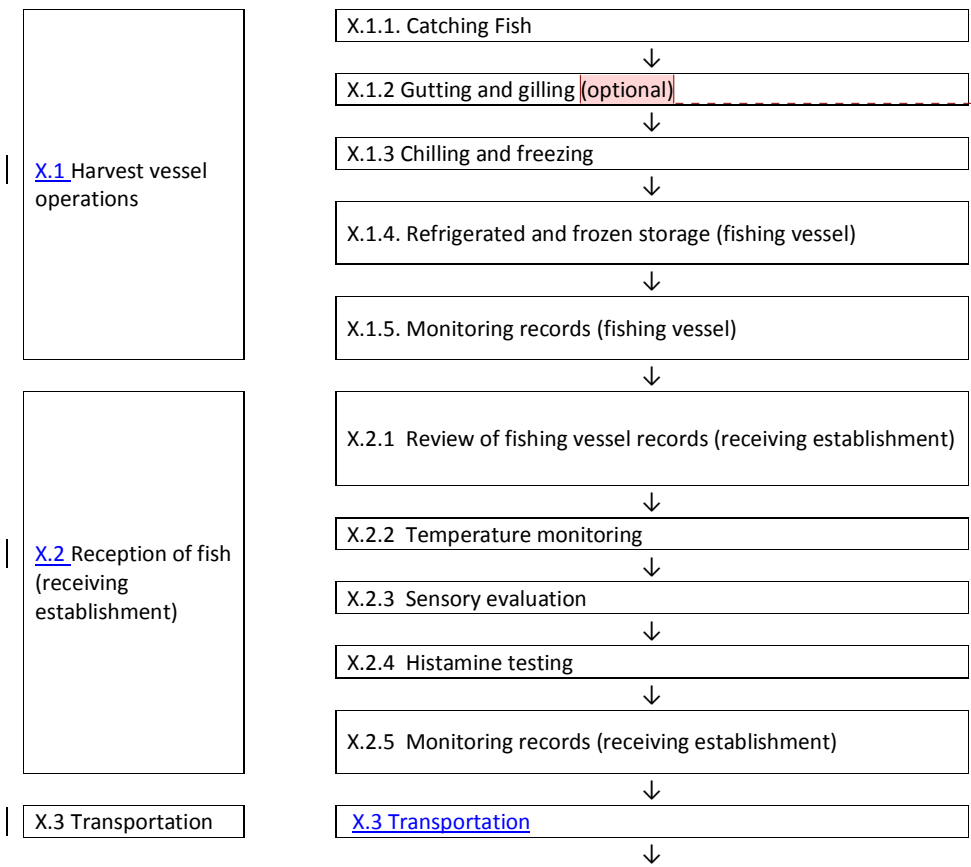 X.1.1. Catching Fish
↓
X.1.2 Gutting and gilling (optional)
↓
X.1.3 Chilling and freezing
↓
X.1 Harvest vessel
operations
X.1.4. Refrigerated and frozen storage (fishing vessel)
↓
X.1.5. Monitoring records (fishing vessel)
↓
X.2.1 Review of fishing vessel records (receiving establishment)
↓
X.2.2 Temperature monitoring
↓
X.2 Reception of fish
(receiving
establishment)
X.2.3 Sensory evaluation
↓
X.2.4 Histamine testing
↓
X.2.5 Monitoring records (receiving establishment)
↓
X.3 Transportation
X.3 Transportation
↓